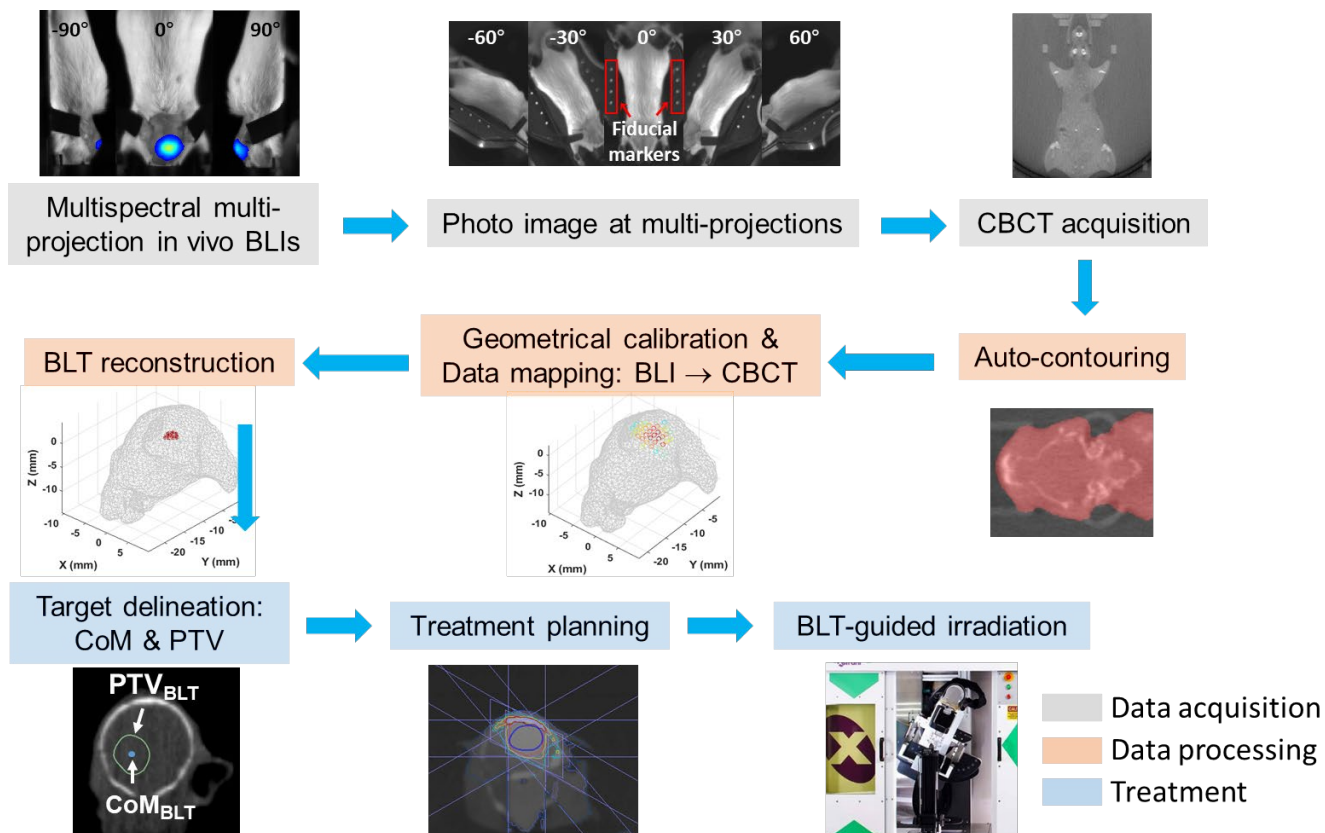 -90° 0° 90°
-60° -30° 0° 30° 60°
Fiducial
markers
Multispectral multi-
projection in vivo BLIs
Photo image at multi-projections
CBCT acquisition
BLT reconstruction
Geometrical calibration &
Data mapping: BLI → CBCT
Auto-contouring
Z (mm)
0
-5
-10
-10
-5
0
5
X (mm)
-20
-15
-10
-5
Y (mm)
Z (mm)
0
-5
-10
-10
-5
0
5
X (mm)
-20
-15
-10
-5
Y (mm)
Target delineation:
CoM & PTV
Treatment planning
BLT-guided irradiation
PTV_BLT
CoM_BLT
X
Data acquisition
Data processing
Treatment